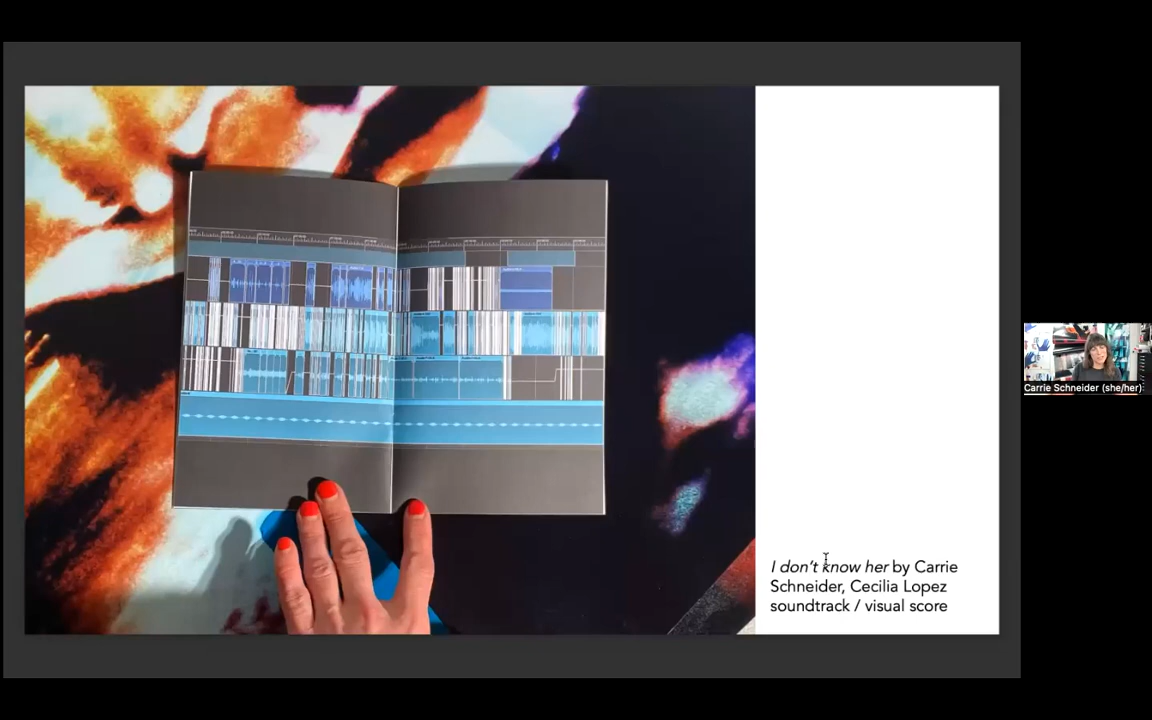 I don't know her by Carrie
Schneider, Cecilia Lopez
soundtrack / visual score
Carrie Schneider (she/her)